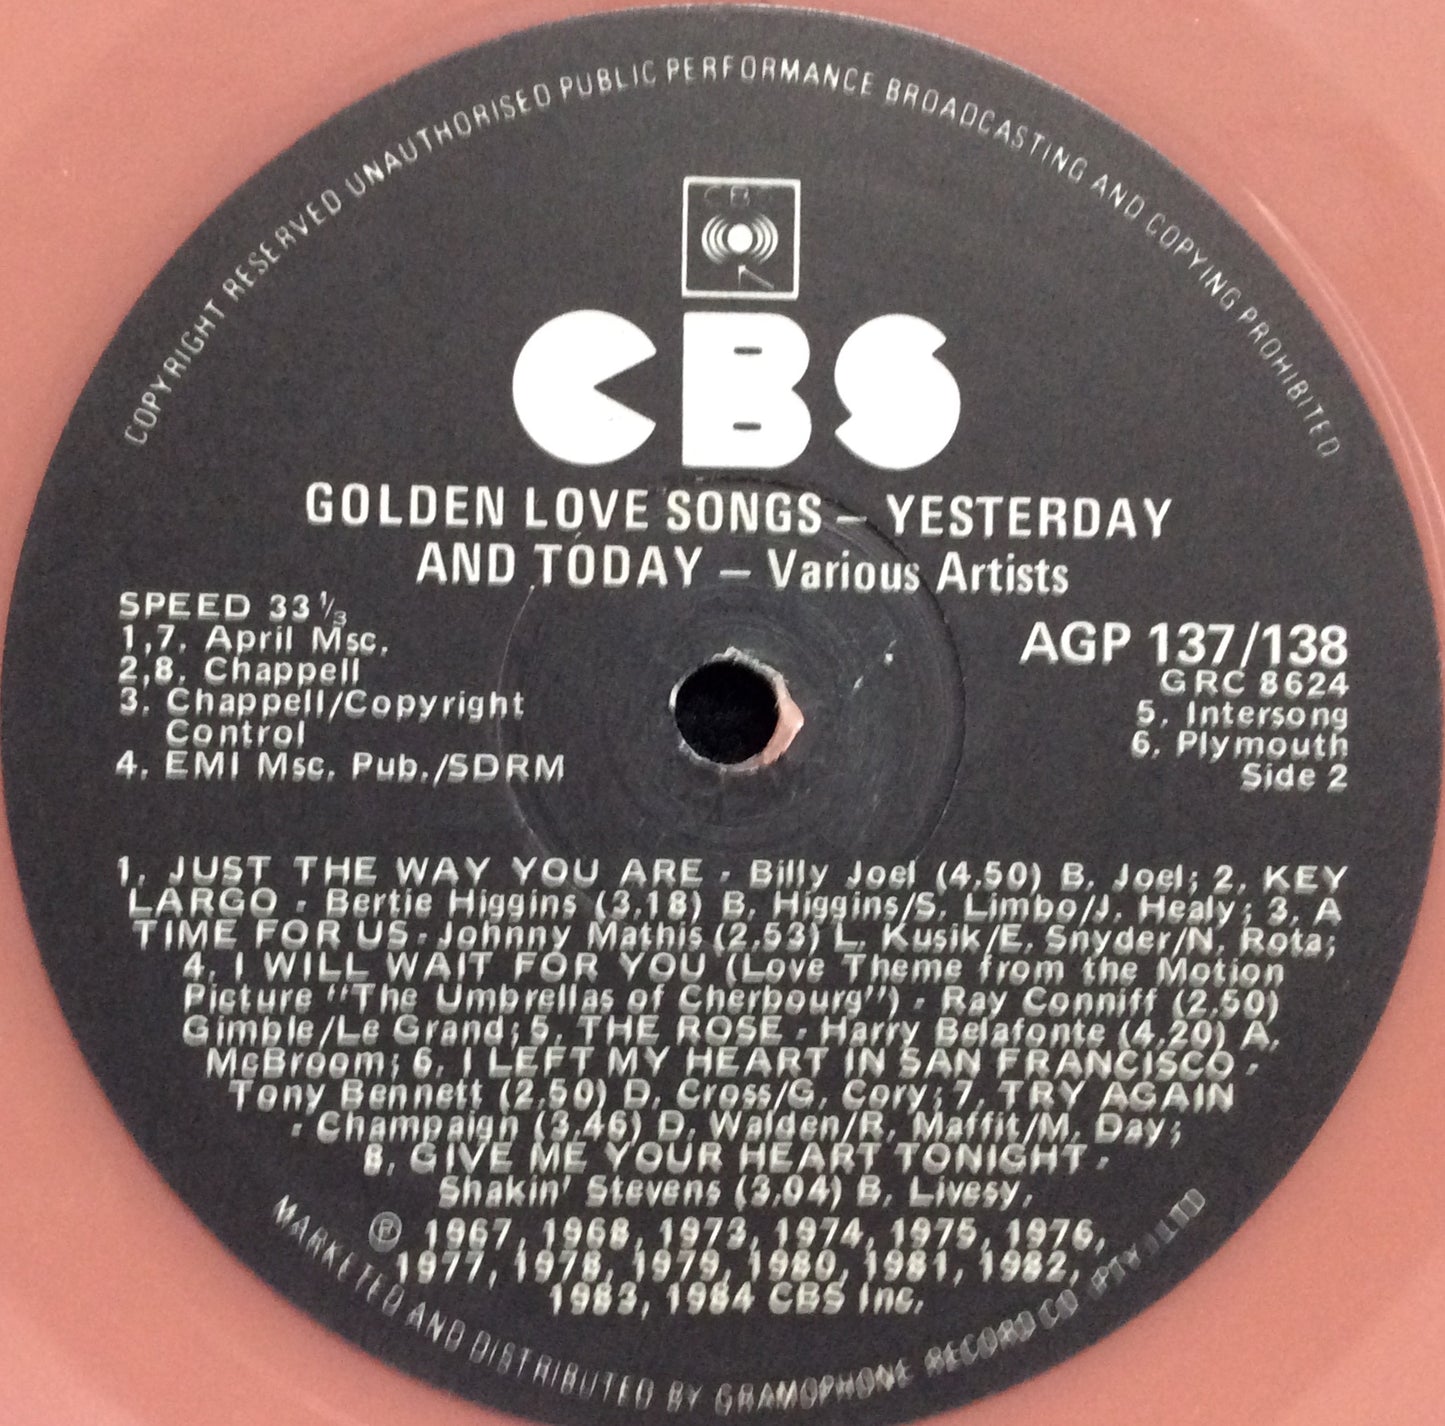 COPYRIGHT RESERVED UNAUTHORISED PUBLIC PERFORMANCE BROADCASTING AND COPYING PROHIBITED
CBS
CBS
GOLDEN LOVE SONGS – YESTERDAY
AND TODAY – Various Artists
SPEED 33 1/3
1,7. April Msc.
2,8. Chappell
3. Chappell/Copyright
Control
4. EMI Msc. Pub./SDRM
AGP 137/138
GRC 8624
5. Intersong
6. Plymouth
Side 2
1. JUST THE WAY YOU ARE · Billy Joel (4.50) B. Joel; 2. KEY
LARGO · Bertie Higgins (3.18) B. Higgins/S. Limbo/J. Healy; 3. A
TIME FOR US · Johnny Mathis (2.53) L. Kusik/E. Snyder/N. Rota;
4. I WILL WAIT FOR YOU (Love Theme from the Motion
Picture "The Umbrellas of Cherbourg") · Ray Conniff (2.50)
Gimble/Le Grand; 5. THE ROSE · Harry Belafonte (4.20) A.
McBroom; 6. I LEFT MY HEART IN SAN FRANCISCO ·
Tony Bennett (2.50) D. Cross/G. Cory; 7. TRY AGAIN
· Champaign (3.46) D. Walden/R. Maffit/M. Day;
8. GIVE ME YOUR HEART TONIGHT ·
Shakin' Stevens (3.04) B. Livesy.
℗ 1967, 1968, 1973, 1974, 1975, 1976,
1977, 1978, 1979, 1980, 1981, 1982,
1983, 1984 CBS Inc.
MARKETED AND DISTRIBUTED BY GRAMOPHONE RECORD CO (PTY) LTD